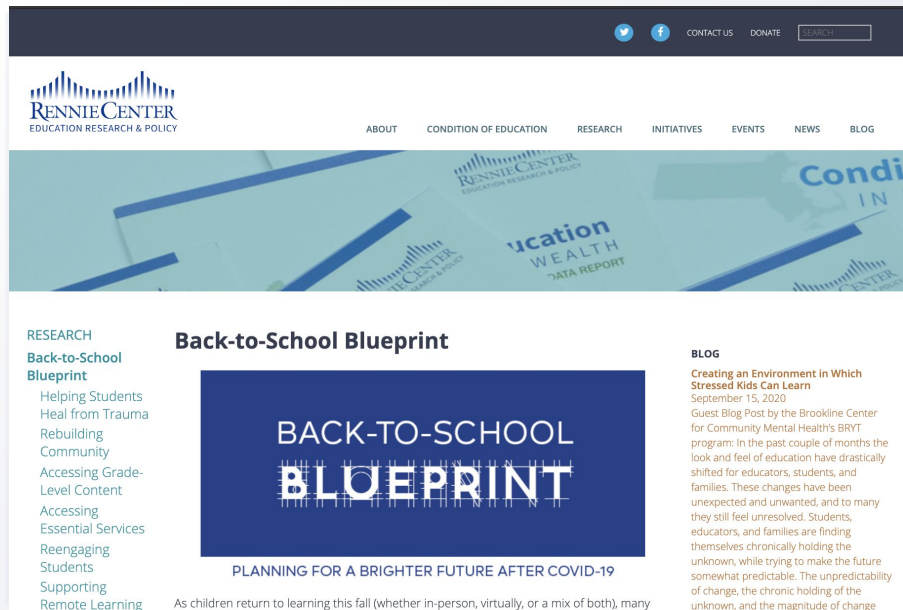 CONTACT US DONATE SEARCH
RENNIE CENTER
EDUCATION RESEARCH & POLICY
ABOUT CONDITION OF EDUCATION RESEARCH INITIATIVES EVENTS NEWS BLOG
RENNIE CENTER
EDUCATION RESEARCH & POLICY
Condi
IN
ucation
WEALTH
DATA REPORT
RESEARCH
Back-to-School
Blueprint
Helping Students
Heal from Trauma
Rebuilding
Community
Accessing Grade-
Level Content
Accessing
Essential Services
Reengaging
Students
Supporting
Remote Learning
Back-to-School Blueprint
BACK-TO-SCHOOL
BLUEPRINT
PLANNING FOR A BRIGHTER FUTURE AFTER COVID-19
As children return to learning this fall (whether in-person, virtually, or a mix of both), many
BLOG
Creating an Environment in Which
Stressed Kids Can Learn
September 15, 2020
Guest Blog Post by the Brookline Center
for Community Mental Health's BRYT
program: In the past couple of months the
look and feel of education have drastically
shifted for educators, students, and
families. These changes have been
unexpected and unwanted, and to many
they still feel unresolved. Students,
educators, and families are finding
themselves chronically holding the
unknown, while trying to make the future
somewhat predictable. The unpredictability
of change, the chronic holding of the
unknown, and the magnitude of change